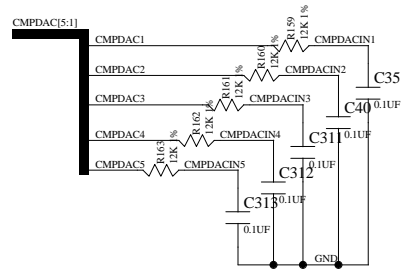 CMPDAC[5:1]
CMPDAC1
R159
12K 1%
CMPDACIN1
CMPDAC2
R160
12K 1%
CMPDACIN2
C35
0.1UF
CMPDAC3
R161
12K 1%
CMPDACIN3
C40
0.1UF
CMPDAC4
R162
12K 1%
CMPDACIN4
C311
0.1UF
CMPDAC5
R163
12K 1%
CMPDACIN5
C312
0.1UF
C313
0.1UF
GND